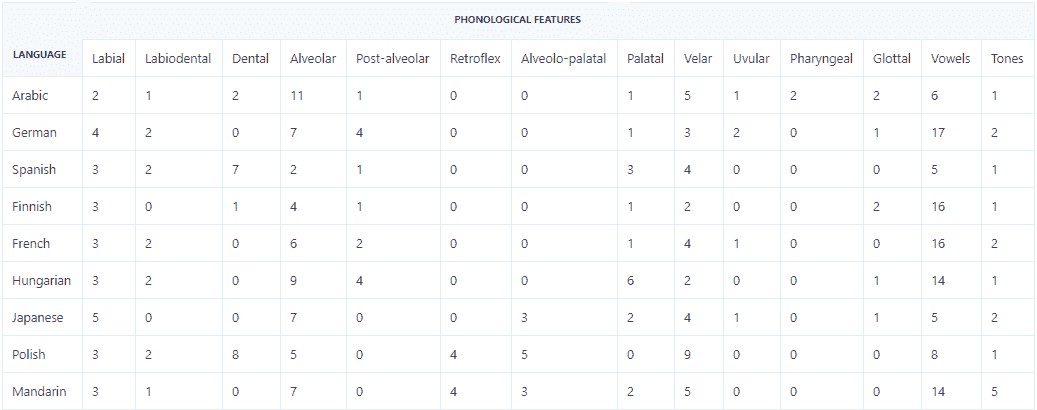 PHONOLOGICAL FEATURES
LANGUAGE
Labial Labiodental Dental Alveolar Post-alveolar Retroflex Alveolo-palatal Palatal Velar Uvular Pharyngeal Glottal Vowels Tones
Arabic 2 1 2 11 1 0 0 1 5 1 2 2 6 1
German 4 2 0 7 4 0 0 1 3 2 0 1 17 2
Spanish 3 2 7 2 1 0 0 3 4 0 0 0 5 1
Finnish 3 0 1 4 1 0 0 1 2 0 0 2 16 1
French 3 2 0 6 2 0 0 1 4 1 0 0 16 2
Hungarian 3 2 0 9 4 0 0 6 2 0 0 1 14 1
Japanese 5 0 0 7 0 0 3 2 4 1 0 1 5 2
Polish 3 2 8 5 0 4 5 0 9 0 0 0 8 1
Mandarin 3 1 0 7 0 4 3 2 5 0 0 0 14 5